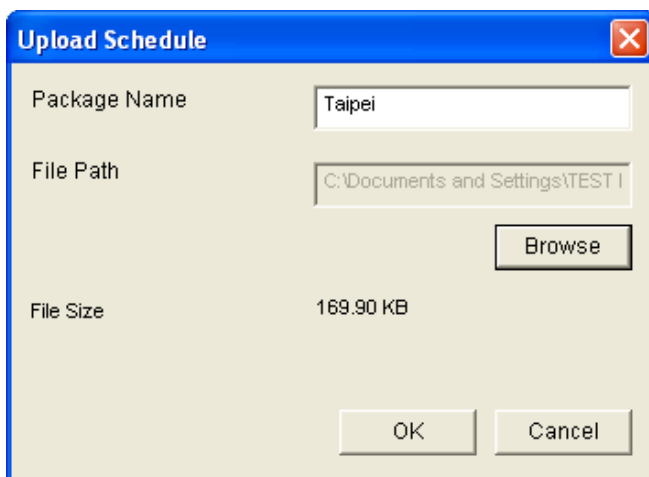 Upload Schedule
Package Name
Taipei
File Path
C:\Documents and Settings\TEST
Browse
File Size
169.90 KB
OK
Cancel